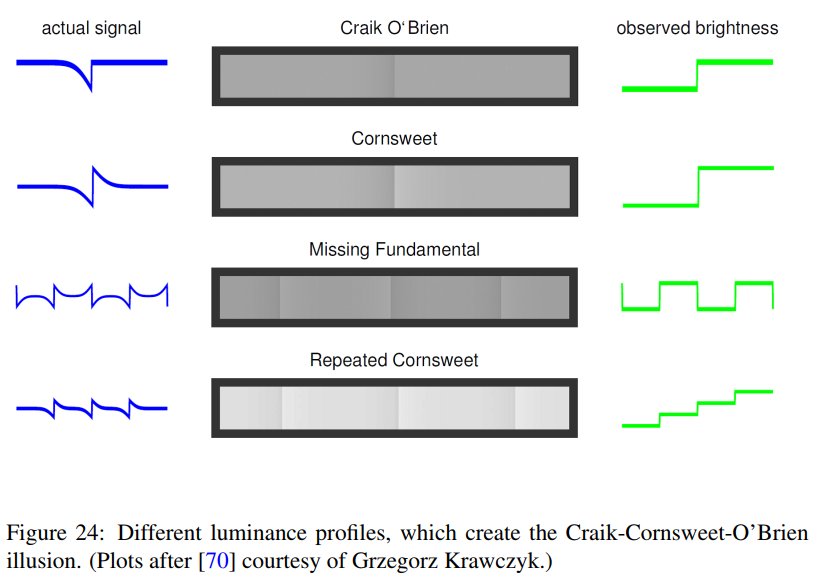 actual signal
Craik O‘Brien
observed brightness
Cornsweet
Missing Fundamental
Repeated Cornsweet
Figure 24: Different luminance profiles, which create the Craik-Cornsweet-O’Brien
illusion. (Plots after [70] courtesy of Grzegorz Krawczyk.)